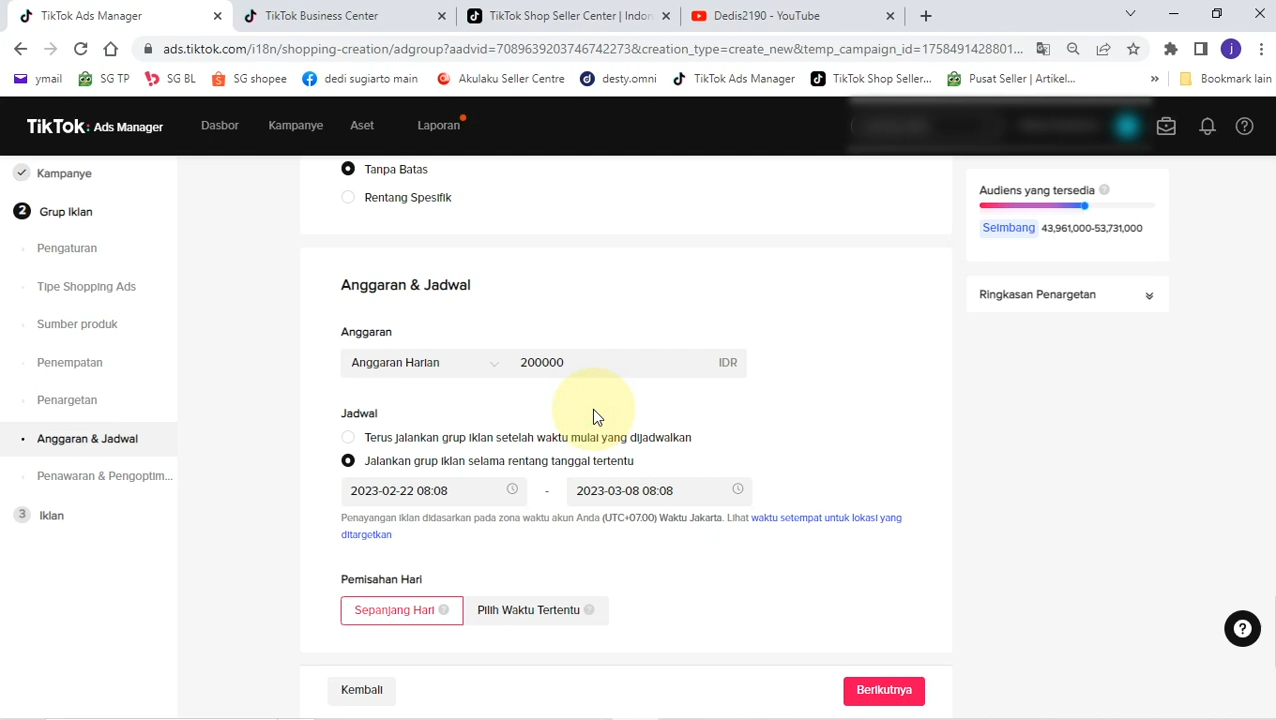 TikTok Ads Manager
TikTok Business Center
TikTok Shop Seller Center | Indon
Dedis2190 - YouTube
ads.tiktok.com/i18n/shopping-creation/adgroup?aadvid=7089639203746742273&creation_type=create_new&temp_campaign_id=1758491428801...
ymail
SG TP
SG BL
SG shopee
dedi sugiarto main
Akulaku Seller Centre
desty.omni
TikTok Ads Manager
TikTok Shop Seller...
Pusat Seller | Artikel...
»
Bookmark lain
TikTok: Ads Manager
Dasbor
Kampanye
Aset
Laporan
Kampanye
2 Grup Iklan
Pengaturan
Tipe Shopping Ads
Sumber produk
Penempatan
Penargetan
Anggaran & Jadwal
Penawaran & Pengoptim...
3 Iklan
Tanpa Batas
Rentang Spesifik
Anggaran & Jadwal
Anggaran
Anggaran Harian 200000 IDR
Jadwal
Terus jalankan grup iklan setelah waktu mulai yang dijadwalkan
Jalankan grup iklan selama rentang tanggal tertentu
2023-02-22 08:08 - 2023-03-08 08:08
Penayangan iklan didasarkan pada zona waktu akun Anda (UTC+07:00) Waktu Jakarta. Lihat waktu setempat untuk lokasi yang
ditargetkan
Pemisahan Hari
Sepanjang Hari ? Pilih Waktu Tertentu ?
Kembali
Berikutnya
Audiens yang tersedia ?
Seimbang 43,961,000-53,731,000
Ringkasan Penargetan